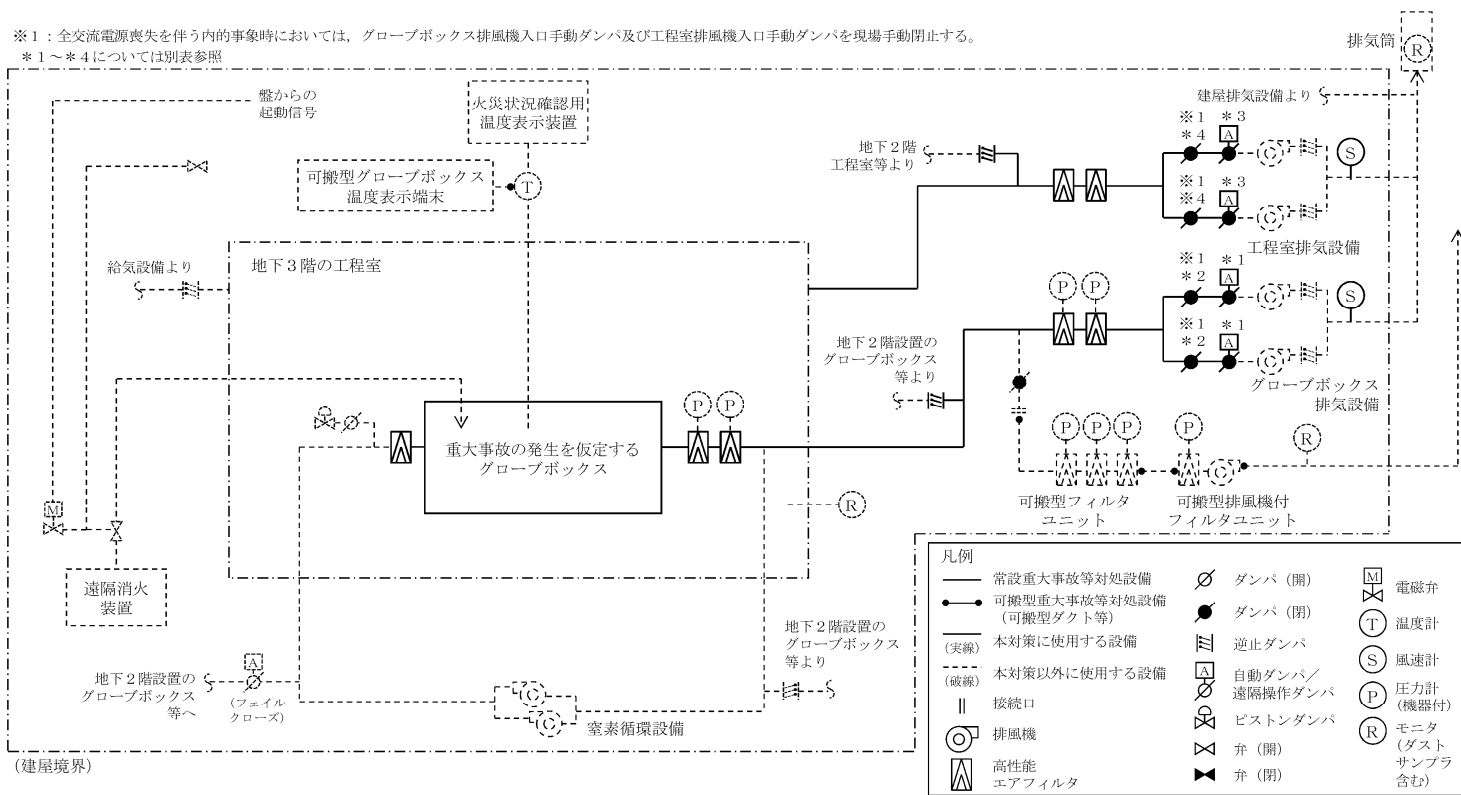 ※1：全交流電源喪失を伴う内的事象時においては，グローブボックス排風機入口手動ダンパ及び工程室排風機入口手動ダンパを現場手動閉止する。
＊1～＊4については別表参照
排気筒
R
盤からの
起動信号
火災状況確認用
温度表示装置
可搬型グローブボックス
温度表示端末
T
地下2階
工程室等より
建屋排気設備より
※1 ＊3
＊4 A
S
※1 ＊3
＊4 A
工程室排気設備
給気設備より
地下3階の工程室
※1 ＊1
＊2 A
P P
S
地下2階設置の
グローブボックス
等より
※1 ＊1
＊2 A
グローブボックス
排気設備
P P
重大事故の発生を仮定する
グローブボックス
P P P P
R
可搬型フィルタ
ユニット
可搬型排風機付
フィルタユニット
R
M
遠隔消火
装置
地下2階設置の
グローブボックス
等へ
A
(フェイル
クローズ)
窒素循環設備
地下2階設置の
グローブボックス
等より
(建屋境界)
凡例
常設重大事故等対処設備
可搬型重大事故等対処設備
（可搬型ダクト等）
(実線) 本対策に使用する設備
(破線) 本対策以外に使用する設備
接続口
排風機
高性能
エアフィルタ
ダンパ（開）
ダンパ（閉）
逆止ダンパ
A 自動ダンパ／
遠隔操作ダンパ
ピストンダンパ
弁（開）
弁（閉）
M 電磁弁
T 温度計
S 風速計
P 圧力計
(機器付)
R モニタ
(ダスト
サンプラ
含む)